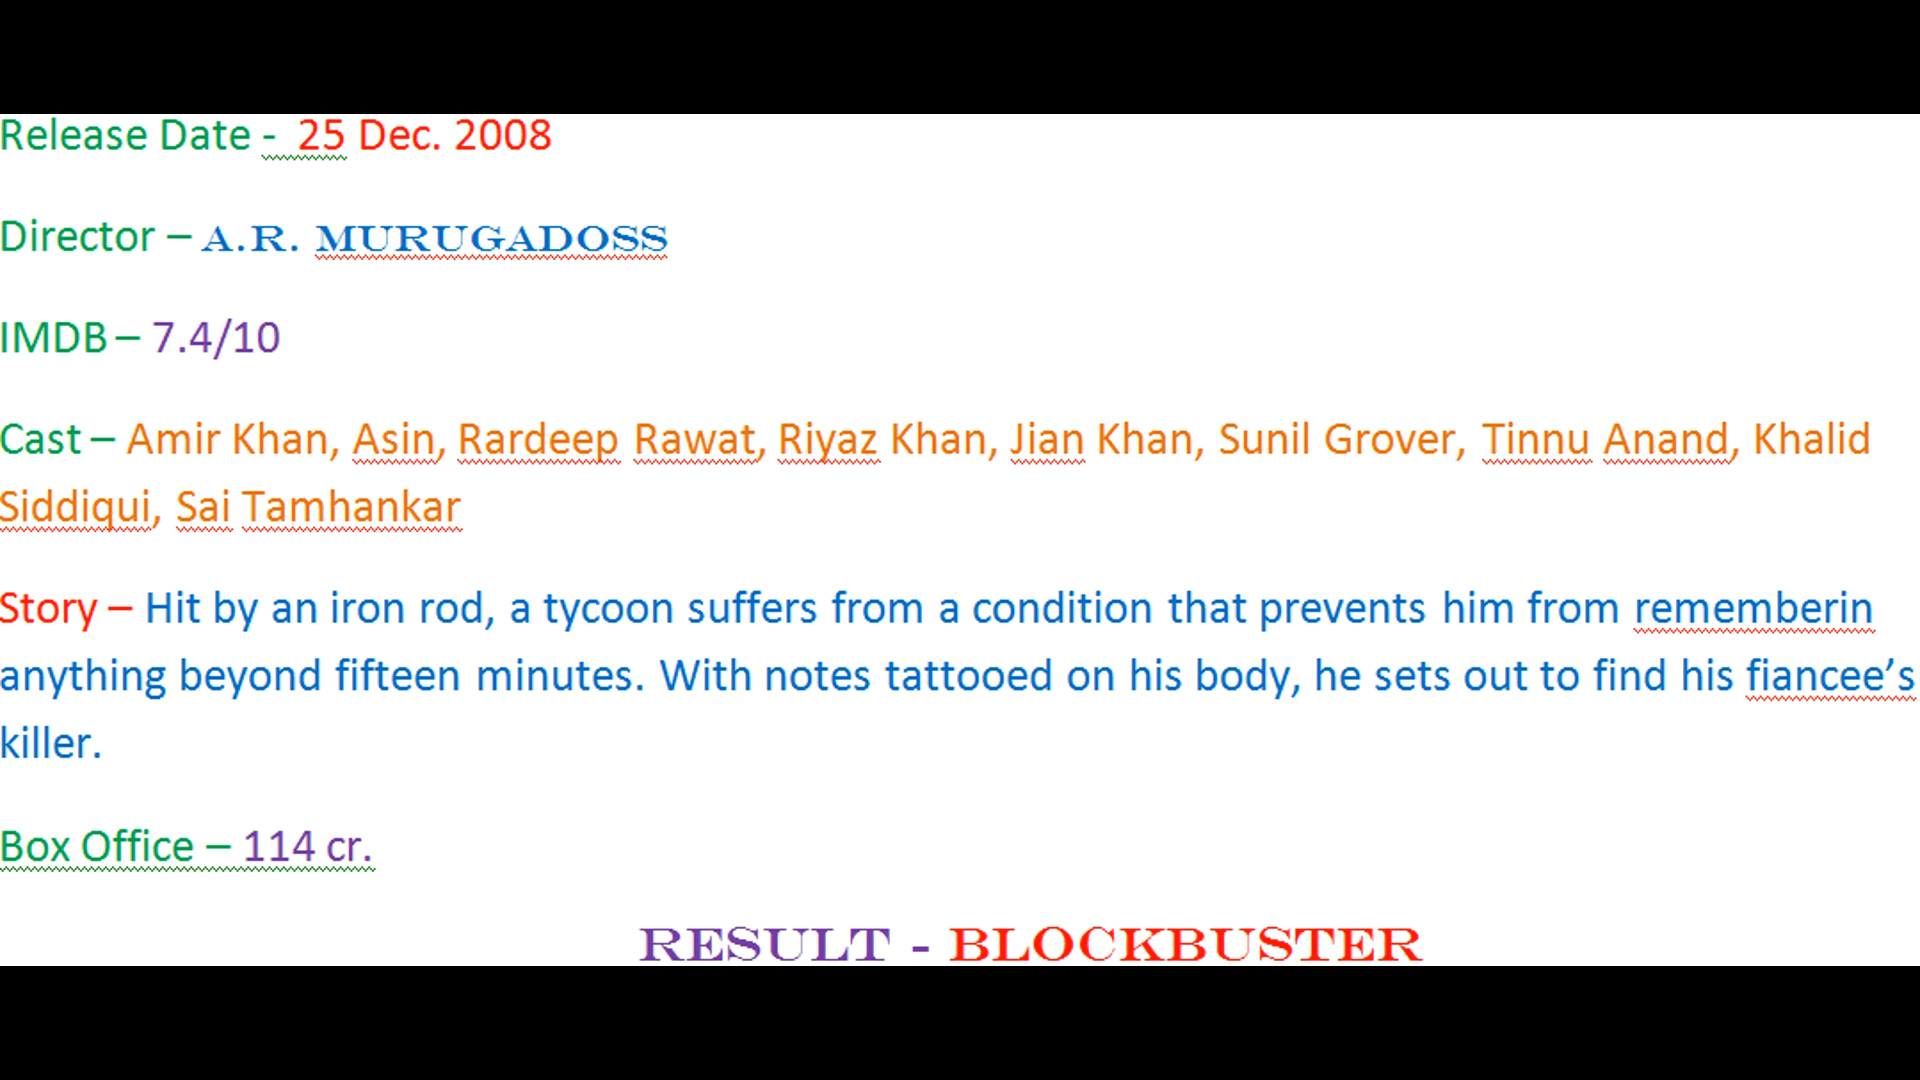 Release Date -  25 Dec. 2008
Director – A.R. MURUGADOSS
IMDB – 7.4/10
Cast – Amir Khan, Asin, Rardeep Rawat, Riyaz Khan, Jian Khan, Sunil Grover, Tinnu Anand, Khalid
Siddiqui, Sai Tamhankar
Story – Hit by an iron rod, a tycoon suffers from a condition that prevents him from rememberin
anything beyond fifteen minutes. With notes tattooed on his body, he sets out to find his fiancee’s
killer.
Box Office – 114 cr.
RESULT - BLOCKBUSTER